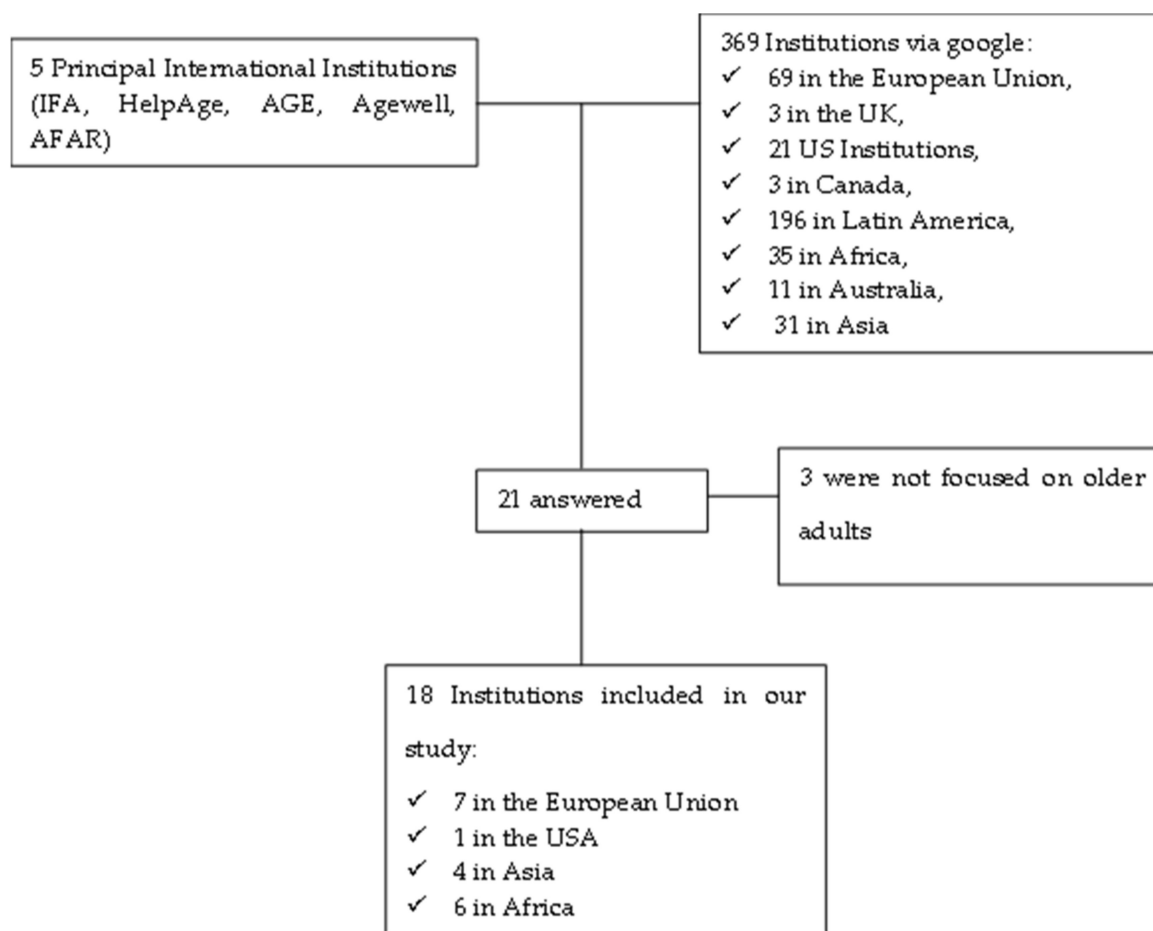 5 Principal International Institutions
(IFA, HelpAge, AGE, Agewell,
AFAR)
369 Institutions via google:
✓ 69 in the European Union,
✓ 3 in the UK,
✓ 21 US Institutions,
✓ 3 in Canada,
✓ 196 in Latin America,
✓ 35 in Africa,
✓ 11 in Australia,
✓ 31 in Asia
21 answered
3 were not focused on older
adults
18 Institutions included in our
study:
✓ 7 in the European Union
✓ 1 in the USA
✓ 4 in Asia
✓ 6 in Africa